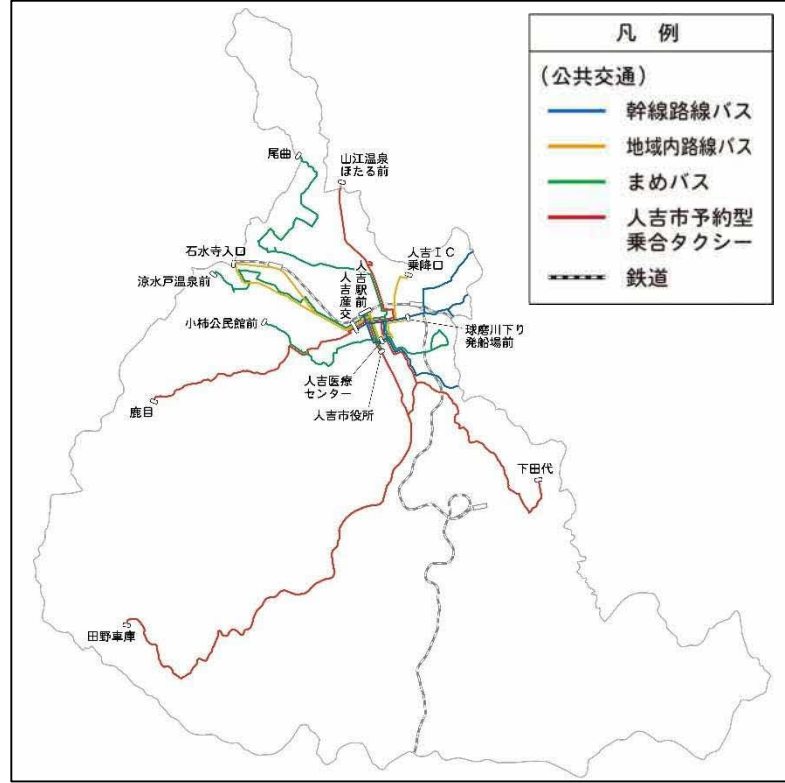 凡 例
(公共交通)
幹線路線バス
地域内路線バス
まめバス
人吉市予約型
乗合タクシー
鉄道
尾曲
山江温泉
ほたる前
石水寺入口
人吉IC
乗降口
涼水戸温泉前
人吉駅前
人吉産交
小柿公民館前
球磨川下り
発船場前
人吉医療
センター
人吉市役所
鹿目
下田代
田野車庫